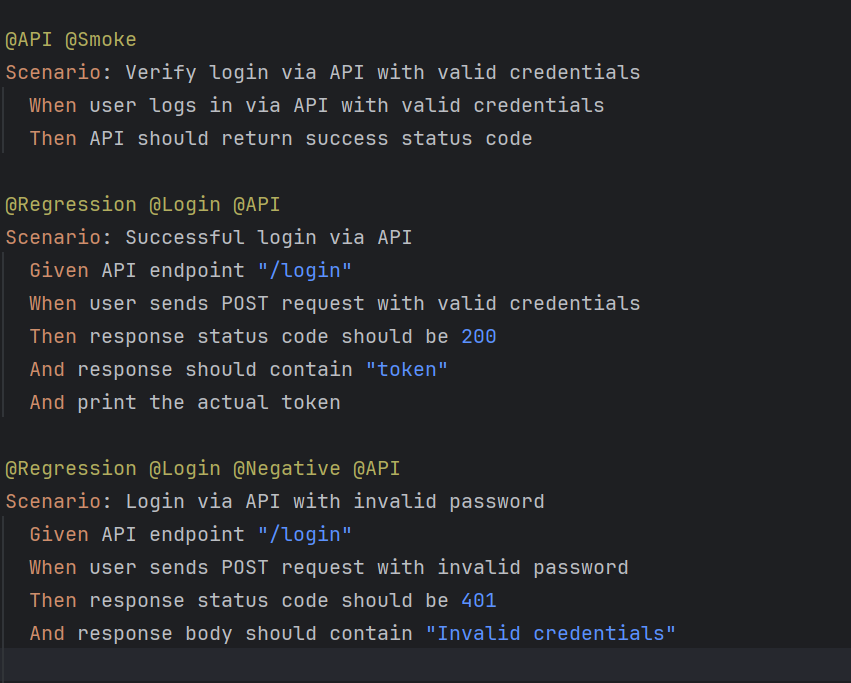 @API @Smoke
Scenario: Verify login via API with valid credentials
When user logs in via API with valid credentials
Then API should return success status code
@Regression @Login @API
Scenario: Successful login via API
Given API endpoint "/login"
When user sends POST request with valid credentials
Then response status code should be 200
And response should contain "token"
And print the actual token
@Regression @Login @Negative @API
Scenario: Login via API with invalid password
Given API endpoint "/login"
When user sends POST request with invalid password
Then response status code should be 401
And response body should contain "Invalid credentials"